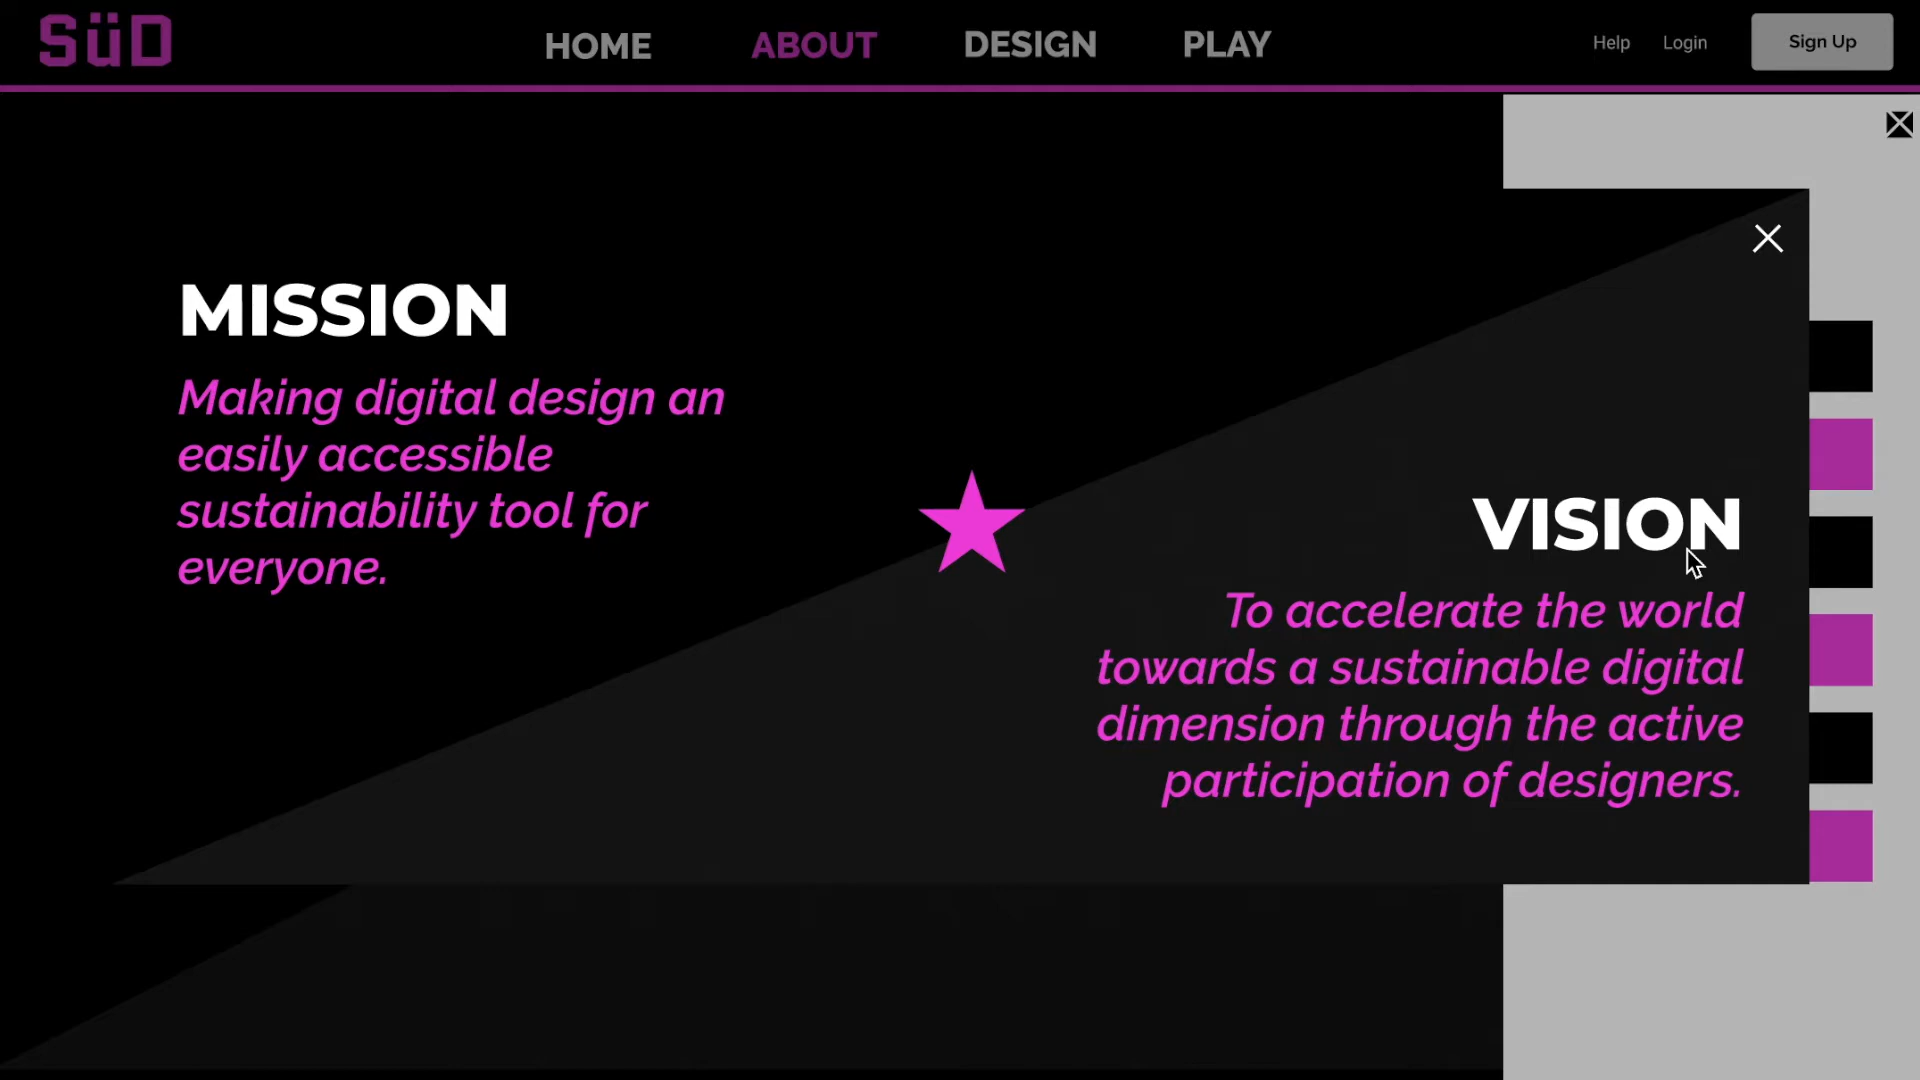 SüD
HOME
ABOUT
DESIGN
PLAY
Help
Login
Sign Up
MISSION
Making digital design an
easily accessible
sustainability tool for
everyone.
VISION
To accelerate the world
towards a sustainable digital
dimension through the active
participation of designers.